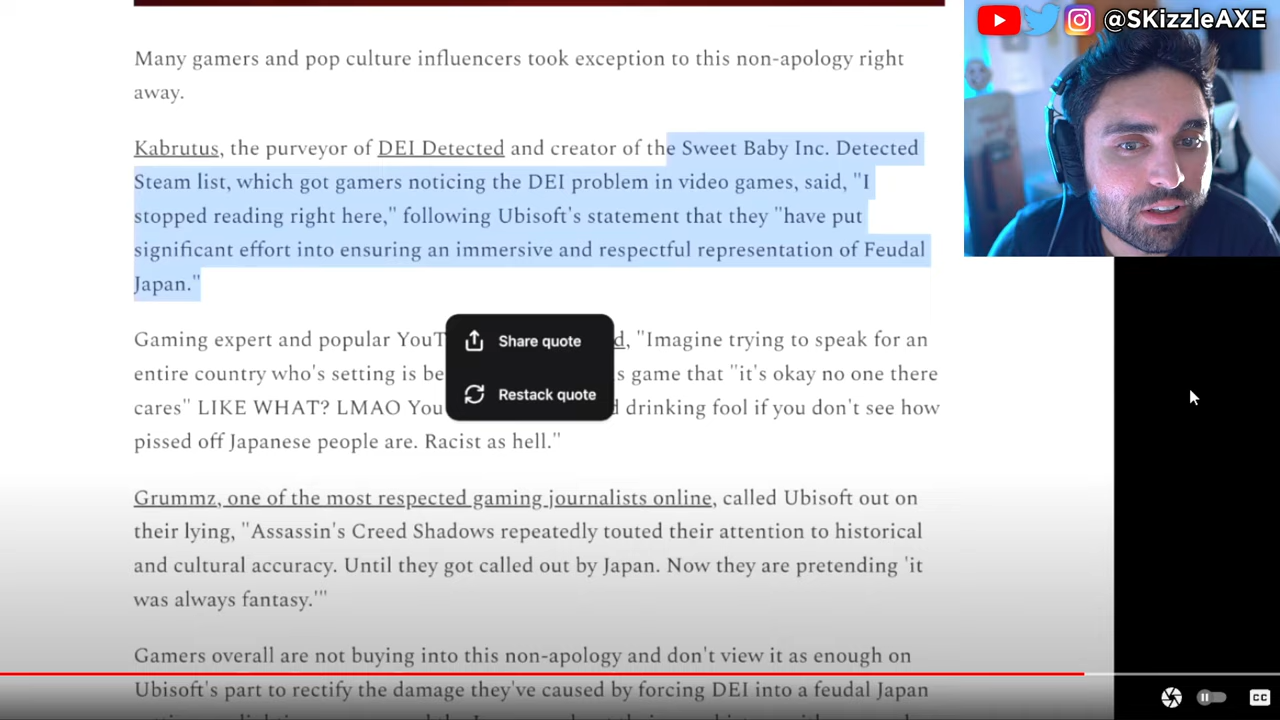 @SKizzleAXE
Many gamers and pop culture influencers took exception to this non-apology right
away.
Kabrutus, the purveyor of DEI Detected and creator of the Sweet Baby Inc. Detected
Steam list, which got gamers noticing the DEI problem in video games, said, "I
stopped reading right here," following Ubisoft's statement that they "have put
significant effort into ensuring an immersive and respectful representation of Feudal
Japan."
Gaming expert and popular YouT
d, "Imagine trying to speak for an
entire country who's setting is be
s game that "it's okay no one there
cares" LIKE WHAT? LMAO You
d drinking fool if you don't see how
pissed off Japanese people are. Racist as hell."
Share quote
Restack quote
Grummz, one of the most respected gaming journalists online, called Ubisoft out on
their lying, "Assassin's Creed Shadows repeatedly touted their attention to historical
and cultural accuracy. Until they got called out by Japan. Now they are pretending 'it
was always fantasy.'"
Gamers overall are not buying into this non-apology and don't view it as enough on
Ubisoft's part to rectify the damage they've caused by forcing DEI into a feudal Japan
CC